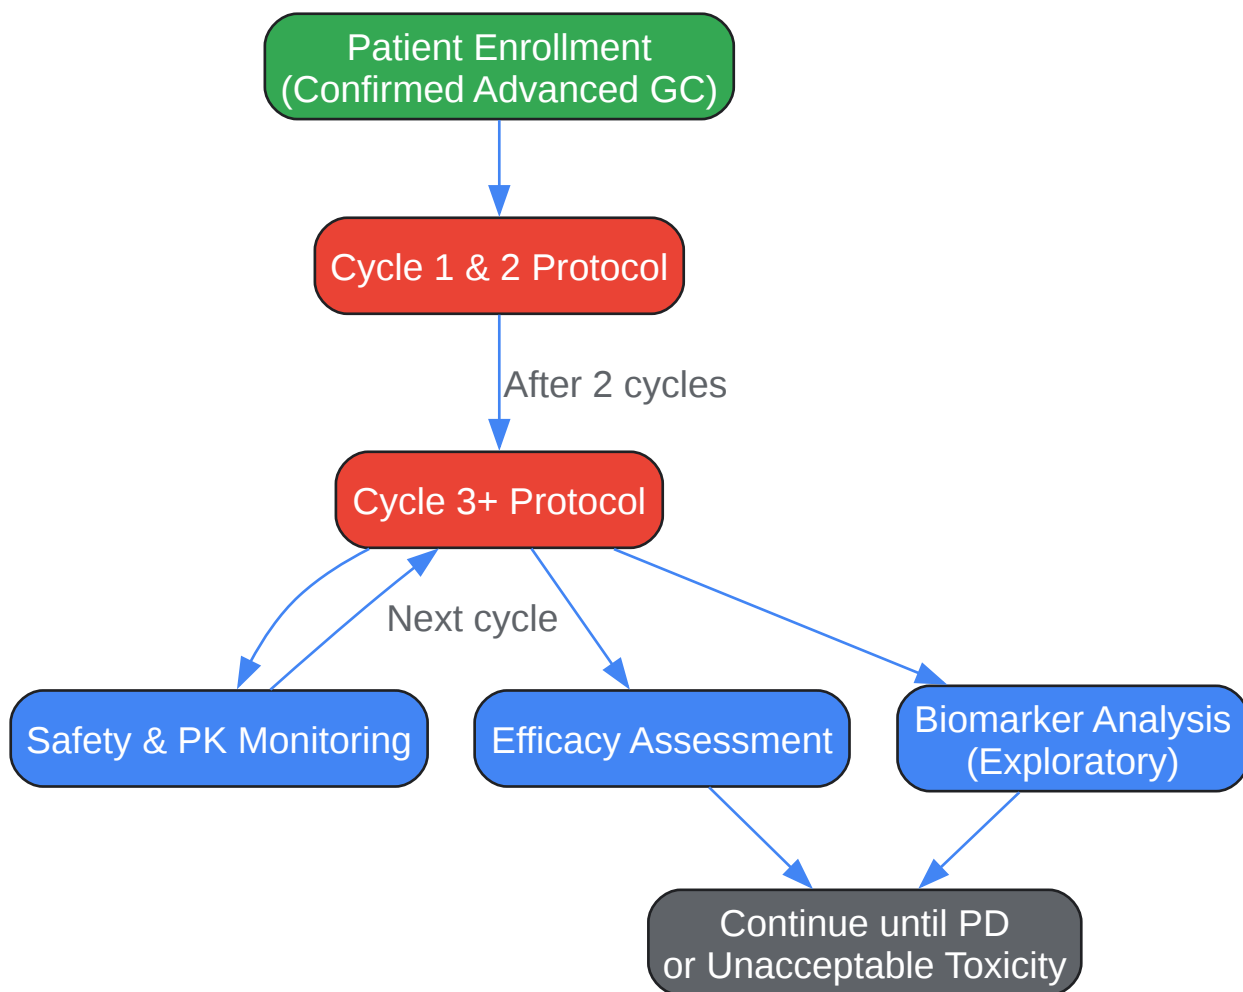 Patient Enrollment
(Confirmed Advanced GC)
Cycle 1 & 2 Protocol
After 2 cycles
Cycle 3+ Protocol
Next cycle
Safety & PK Monitoring
Efficacy Assessment
Biomarker Analysis
(Exploratory)
Continue until PD
or Unacceptable Toxicity